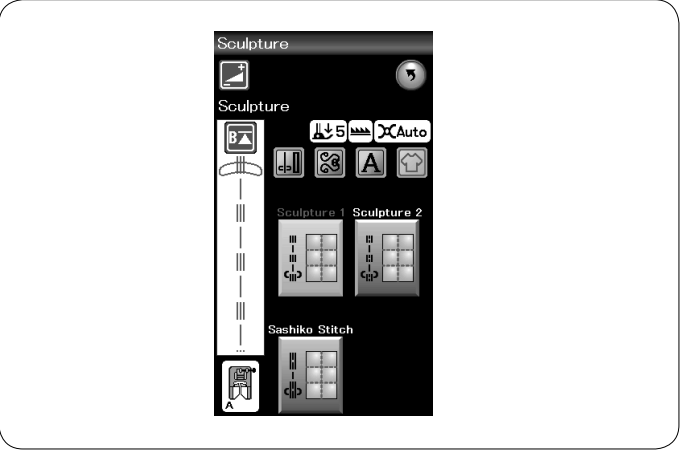 Sculpture
Sculpture
B
5 Auto
A
Sculpture 1 Sculpture 2
Sashiko Stitch
A